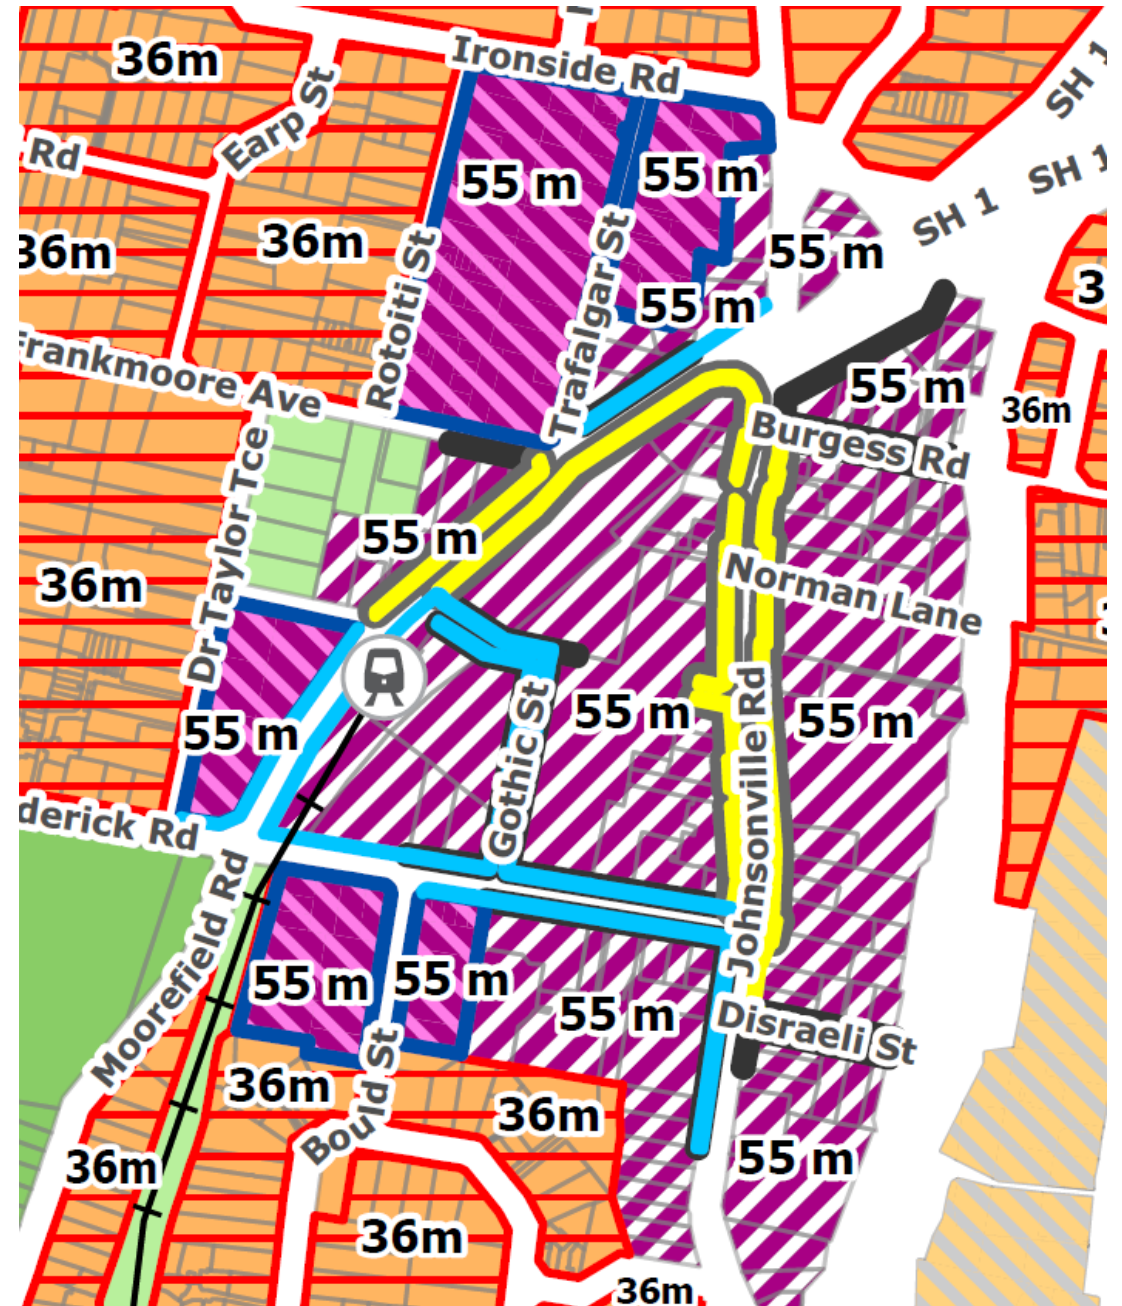 Ironside Rd
36m
SH 1
Earp St
Rd
55 m
55 m
SH 1
SH 1
36m
36m
55 m
Rotoiti St
Trafalgar St
55 m
3
Frankmoore Ave
55 m
36m
Burgess Rd
Dr Taylor Tce
55 m
36m
Norman Lane
55 m
55 m
55 m
Gothic St
Johnsonville Rd
derick Rd
Moorefield Rd
55 m
55 m
55 m
Disraeli St
36m
Bould St
36m
36m
55 m
36m
36m